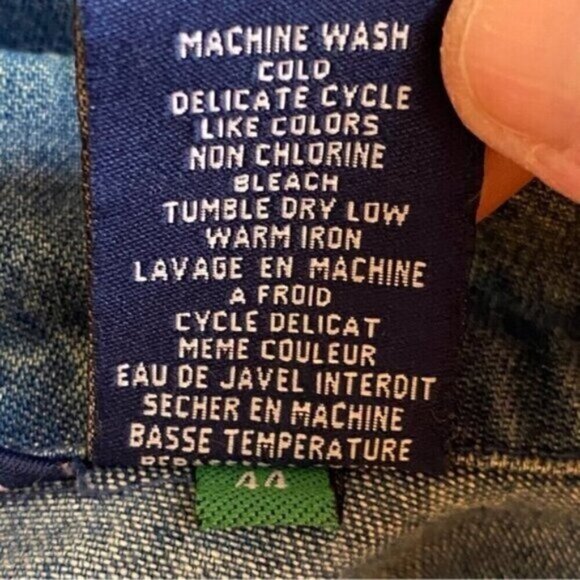 MACHINE WASH
COLD
DELICATE CYCLE
LIKE COLORS
NON CHLORINE
BLEACH
TUMBLE DRY LOW
WARM IRON
LAVAGE EN MACHINE
A FROID
CYCLE DELICAT
MEME COULEUR
EAU DE JAVEL INTERDIT
SECHER EN MACHINE
BASSE TEMPERATURE
44